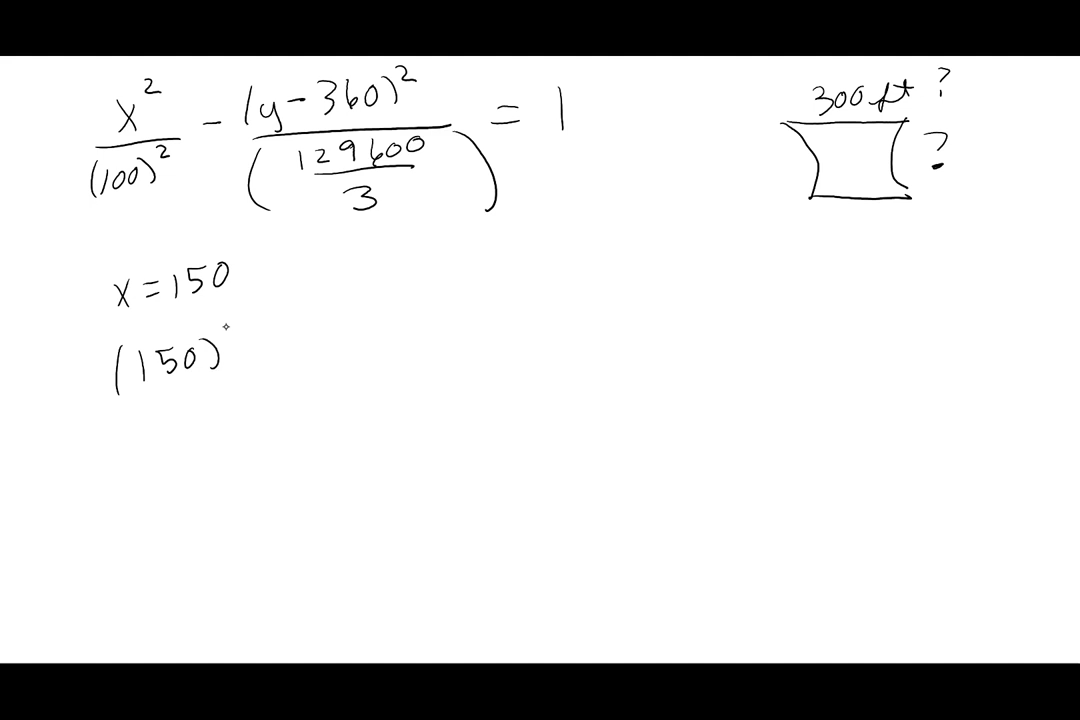 x² / (100)² - (y-360)² / (129600/3) = 1
300 ft ?
?
x = 150
(150)